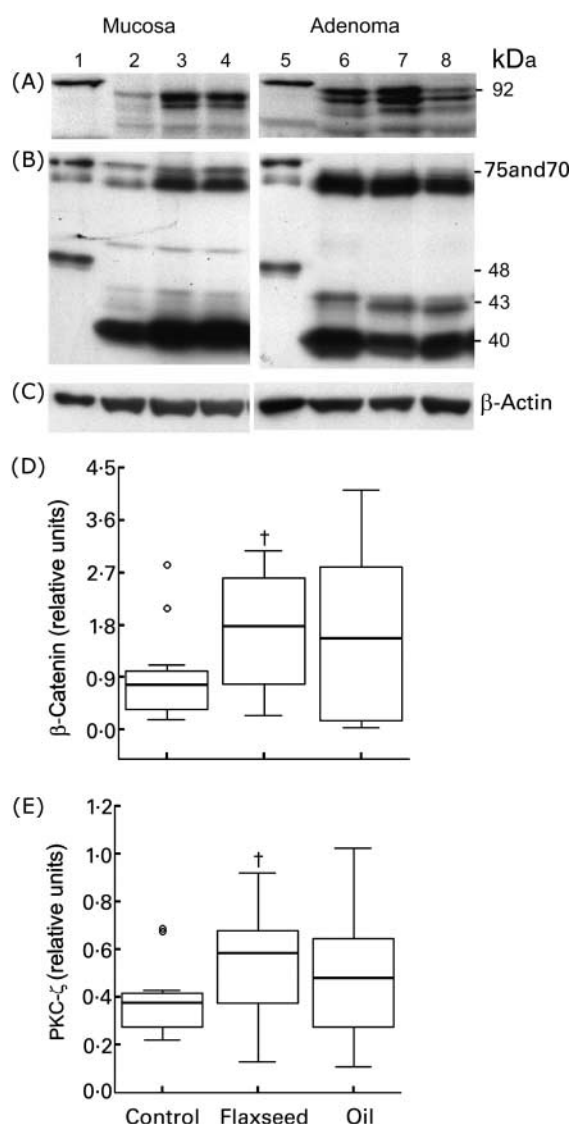 Mucosa Adenoma
1 2 3 4 5 6 7 8 kDa
(A) 92
(B) 75and70
48
43
40
(C) β-Actin
(D)
4·5
3·6
2·7
1·8
0·9
0·0
β-Catenin (relative units)
†
(E)
1·2
1·0
0·8
0·6
0·4
0·2
0·0
PKC-ζ (relative units)
†
Control Flaxseed Oil